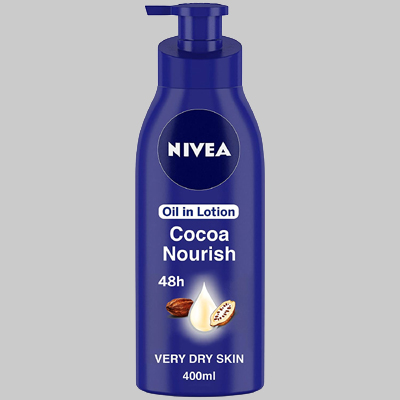 NIVEA
Oil in Lotion
Cocoa
Nourish
48h
VERY DRY SKIN
400ml